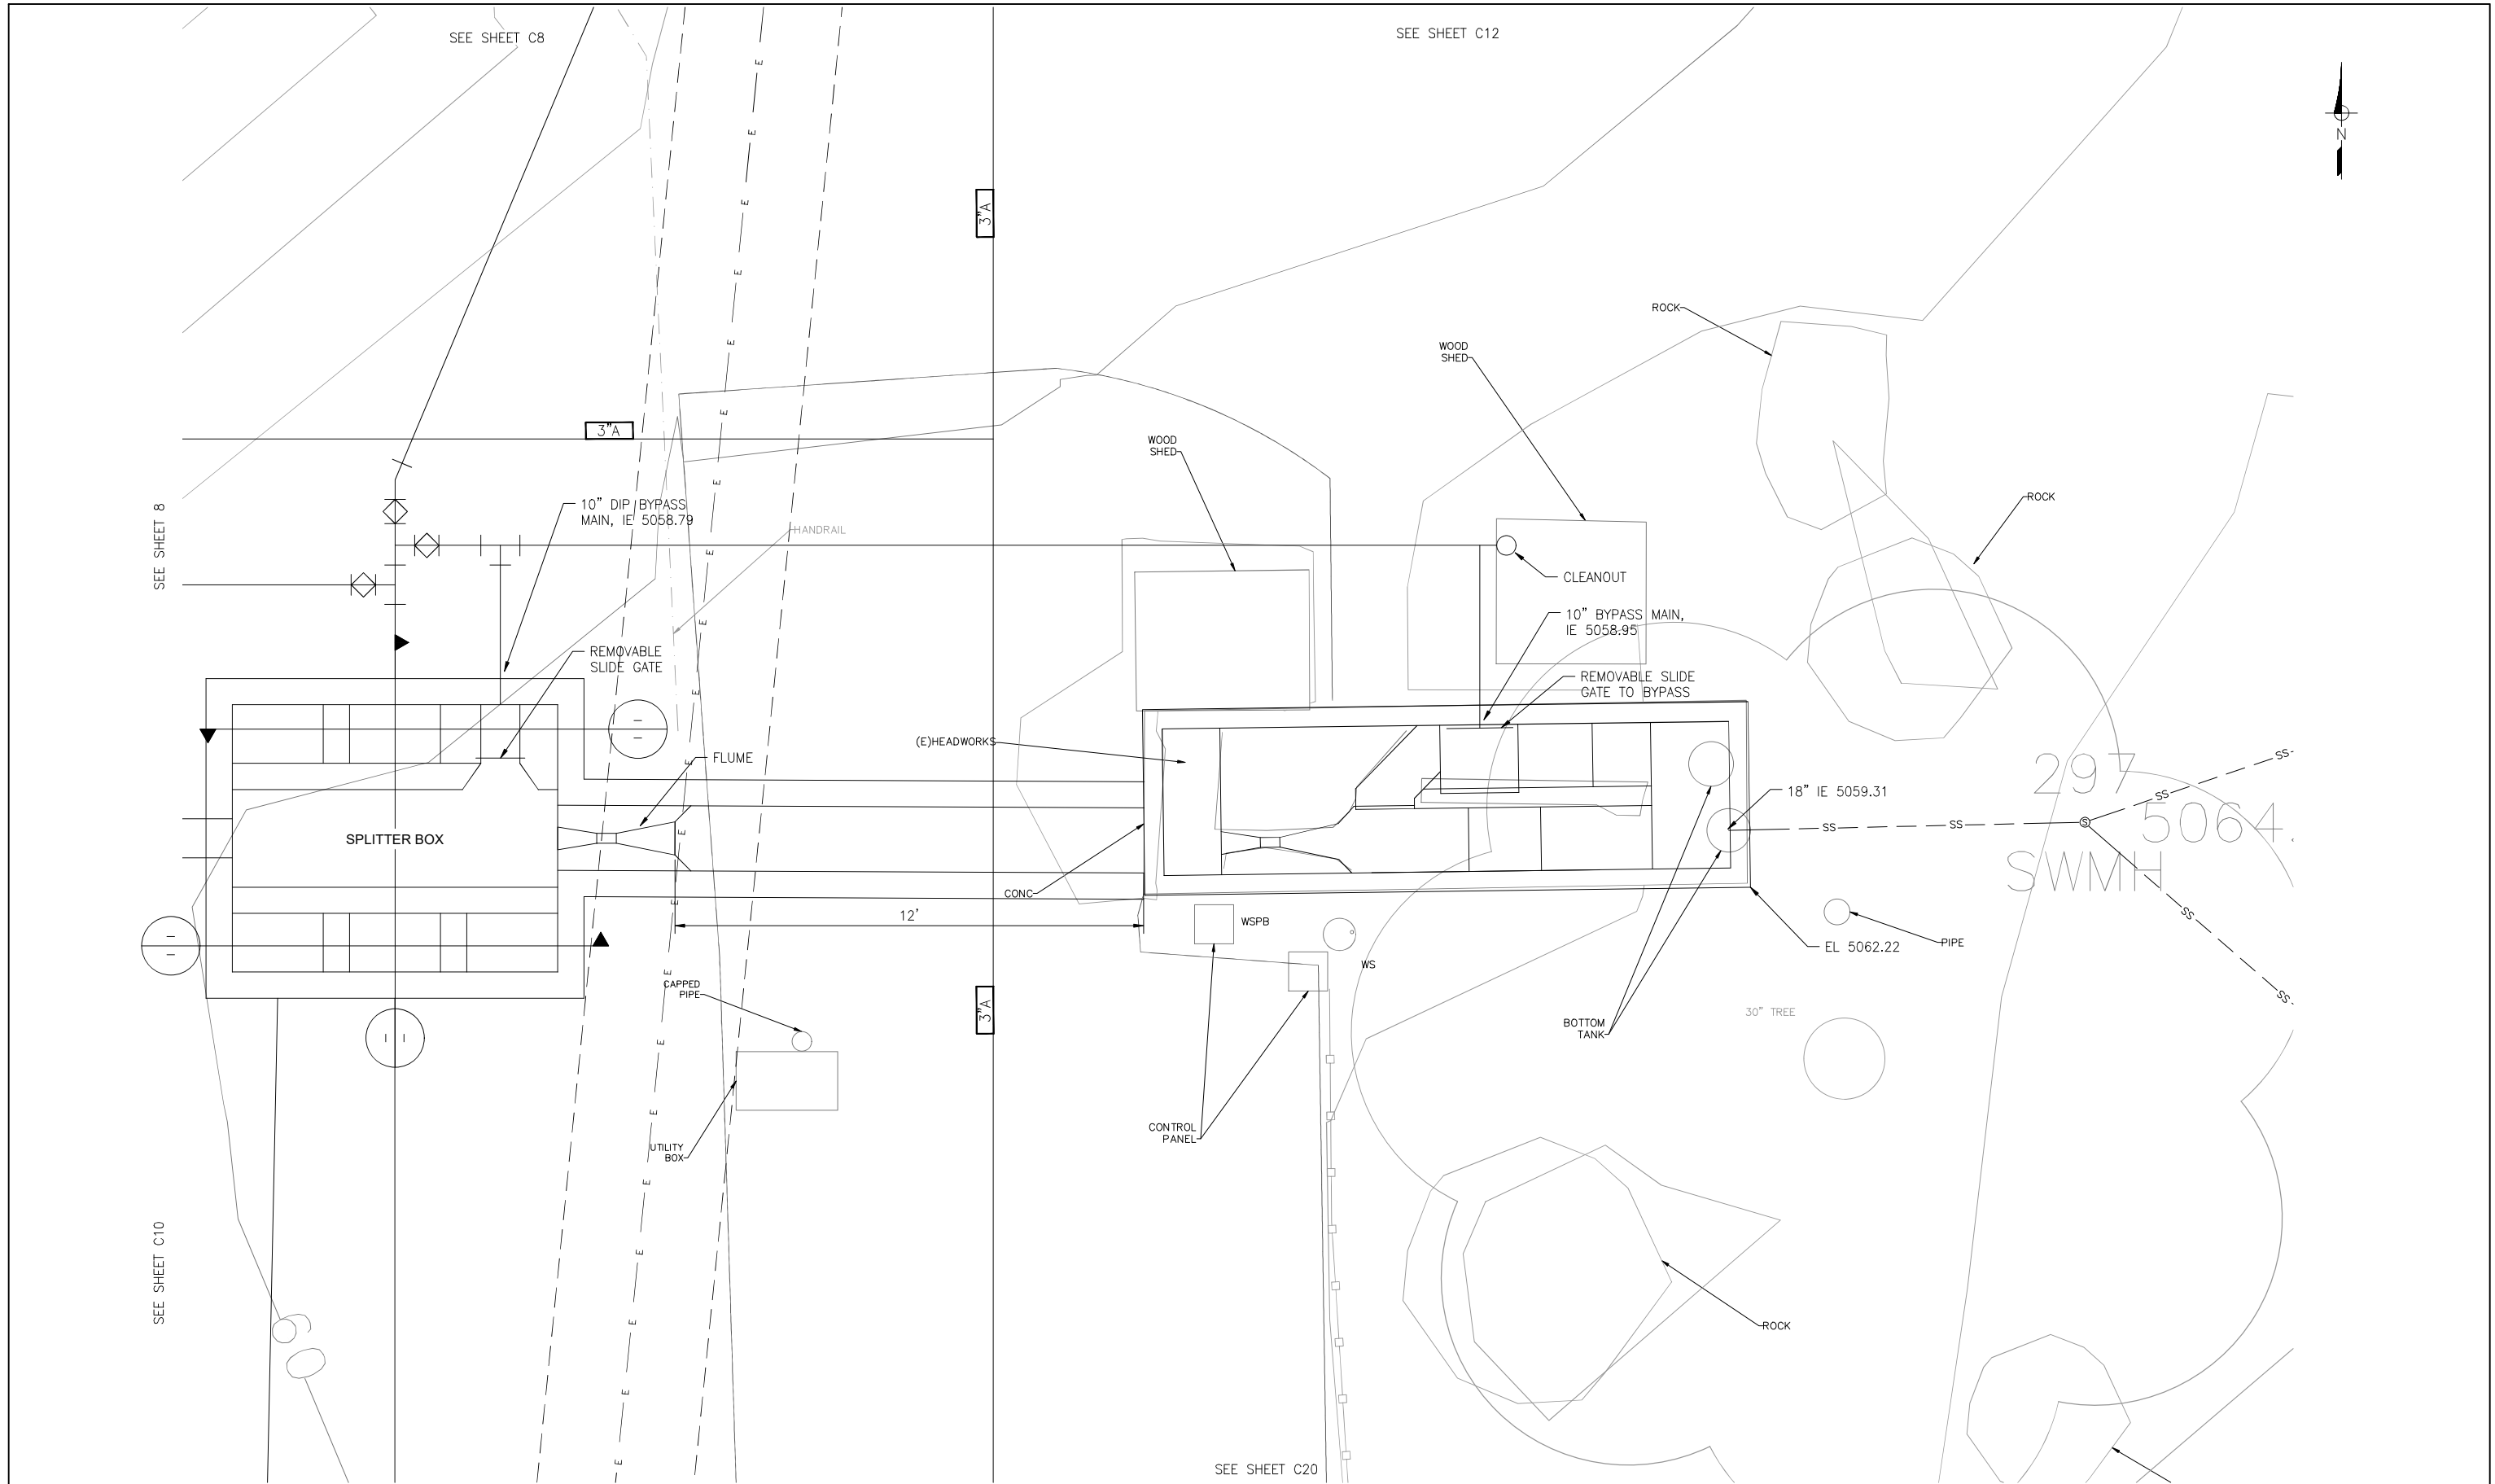 SEE SHEET C8
SEE SHEET C12
N
E
E
E
3"A
E
E
ROCK
WOOD
SHED
E
3"A
WOOD
SHED
E
E
SEE SHEET 8
10" DIP BYPASS
MAIN, IE 5058.79
HANDRAIL
ROCK
E
CLEANOUT
10" BYPASS MAIN,
IE 5058.95
E
REMOVABLE
SLIDE GATE
REMOVABLE SLIDE
GATE TO BYPASS
E
(E)HEADWORKS
FLUME
E
297
5064.
SWMH
SS
SS
18" IE 5059.31
SS
SS
SPLITTER BOX
E
CONC
12'
E
WSPB
SS
EL 5062.22
PIPE
WS
E
CAPPED
PIPE
3"A
SS
30" TREE
BOTTOM
TANK
E
CONTROL
PANEL
UTILITY
BOX
E
E
E
SEE SHEET C10
E
ROCK
E
E
SEE SHEET C20